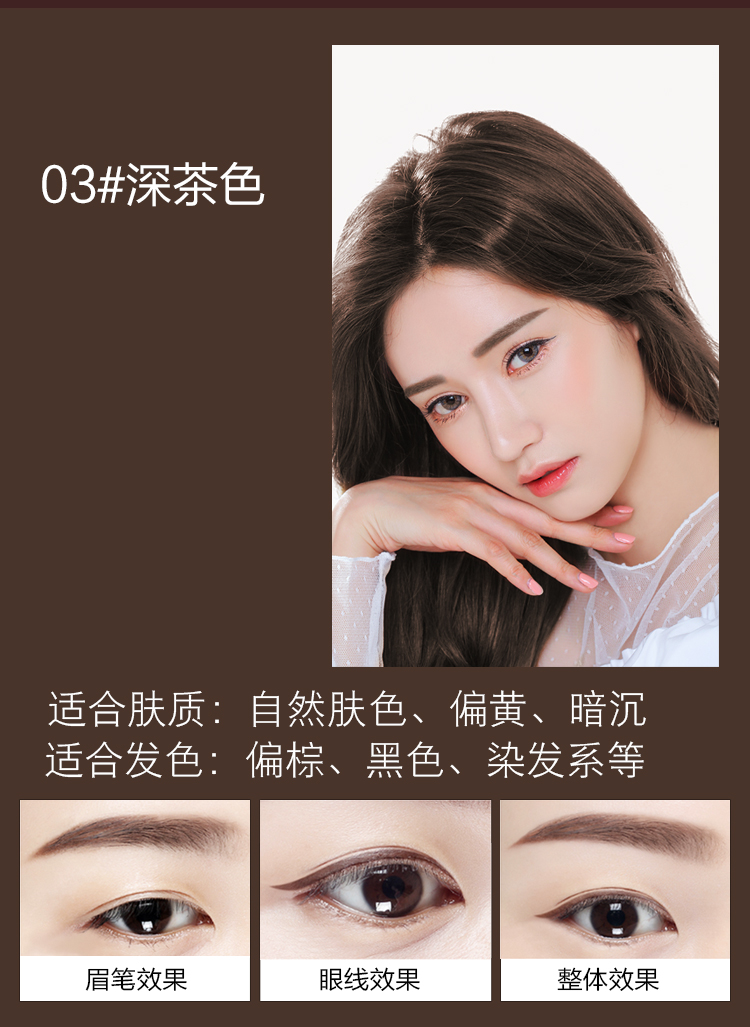 03#深茶色
适合肤质：自然肤色、偏黄、暗沉
适合发色：偏棕、黑色、染发系等
眉笔效果
眼线效果
整体效果